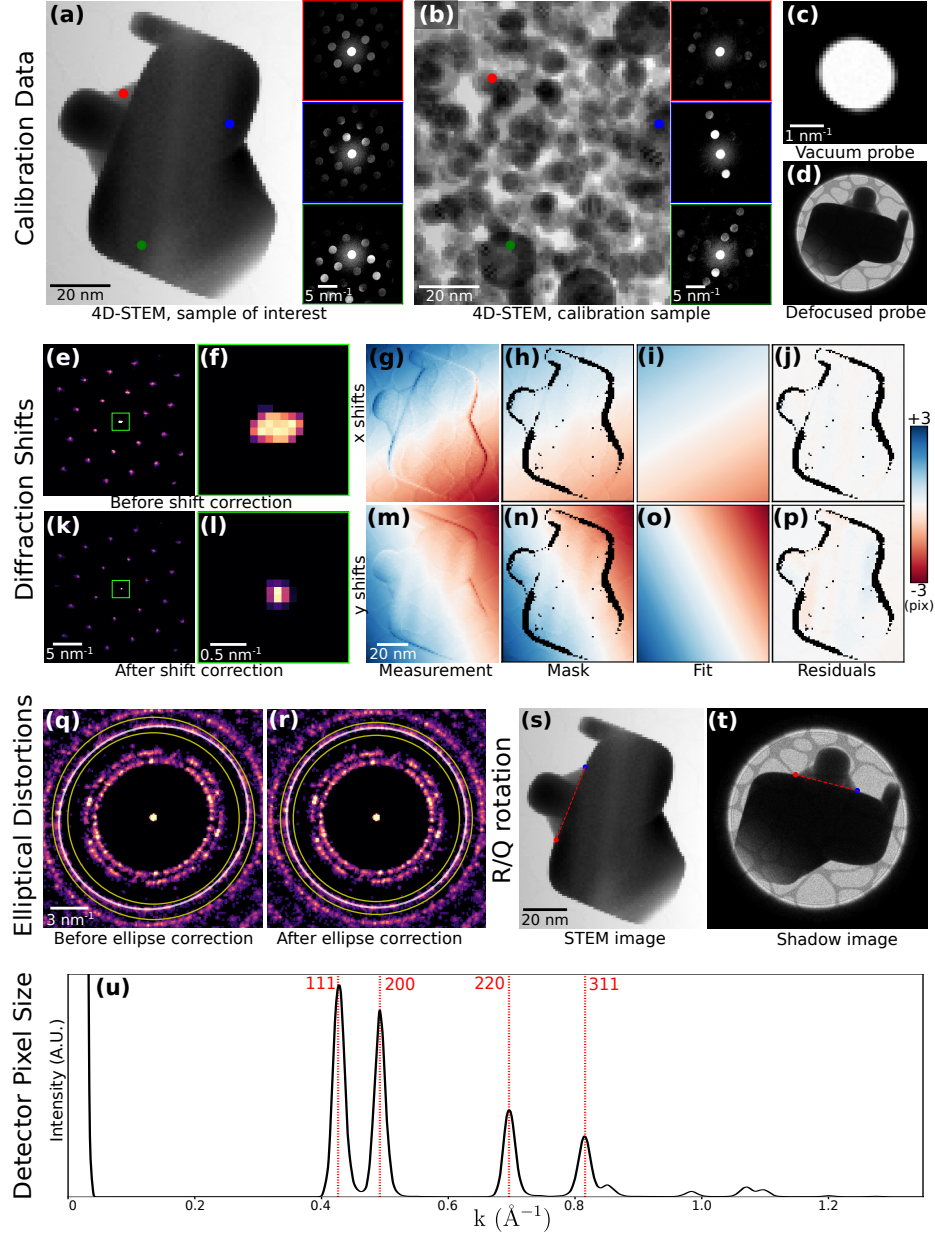 Calibration Data
(a)
20 nm
5 nm⁻¹
4D-STEM, sample of interest
(b)
20 nm
5 nm⁻¹
4D-STEM, calibration sample
(c)
1 nm⁻¹
Vacuum probe
(d)
Defocused probe
Diffraction Shifts
(e)
(f)
Before shift correction
(k)
5 nm⁻¹
(l)
0.5 nm⁻¹
After shift correction
x shifts
(g)
(h)
(i)
(j)
y shifts
(m)
20 nm
(n)
(o)
(p)
Measurement
Mask
Fit
Residuals
+3
-3
(pix)
Elliptical Distortions
(q)
3 nm⁻¹
Before ellipse correction
(r)
After ellipse correction
R/Q rotation
(s)
20 nm
STEM image
(t)
Shadow image
Detector Pixel Size
Intensity (A.U.)
(u)
111
200
220
311
0
0.2
0.4
0.6
0.8
1.0
1.2
k (Å⁻¹)